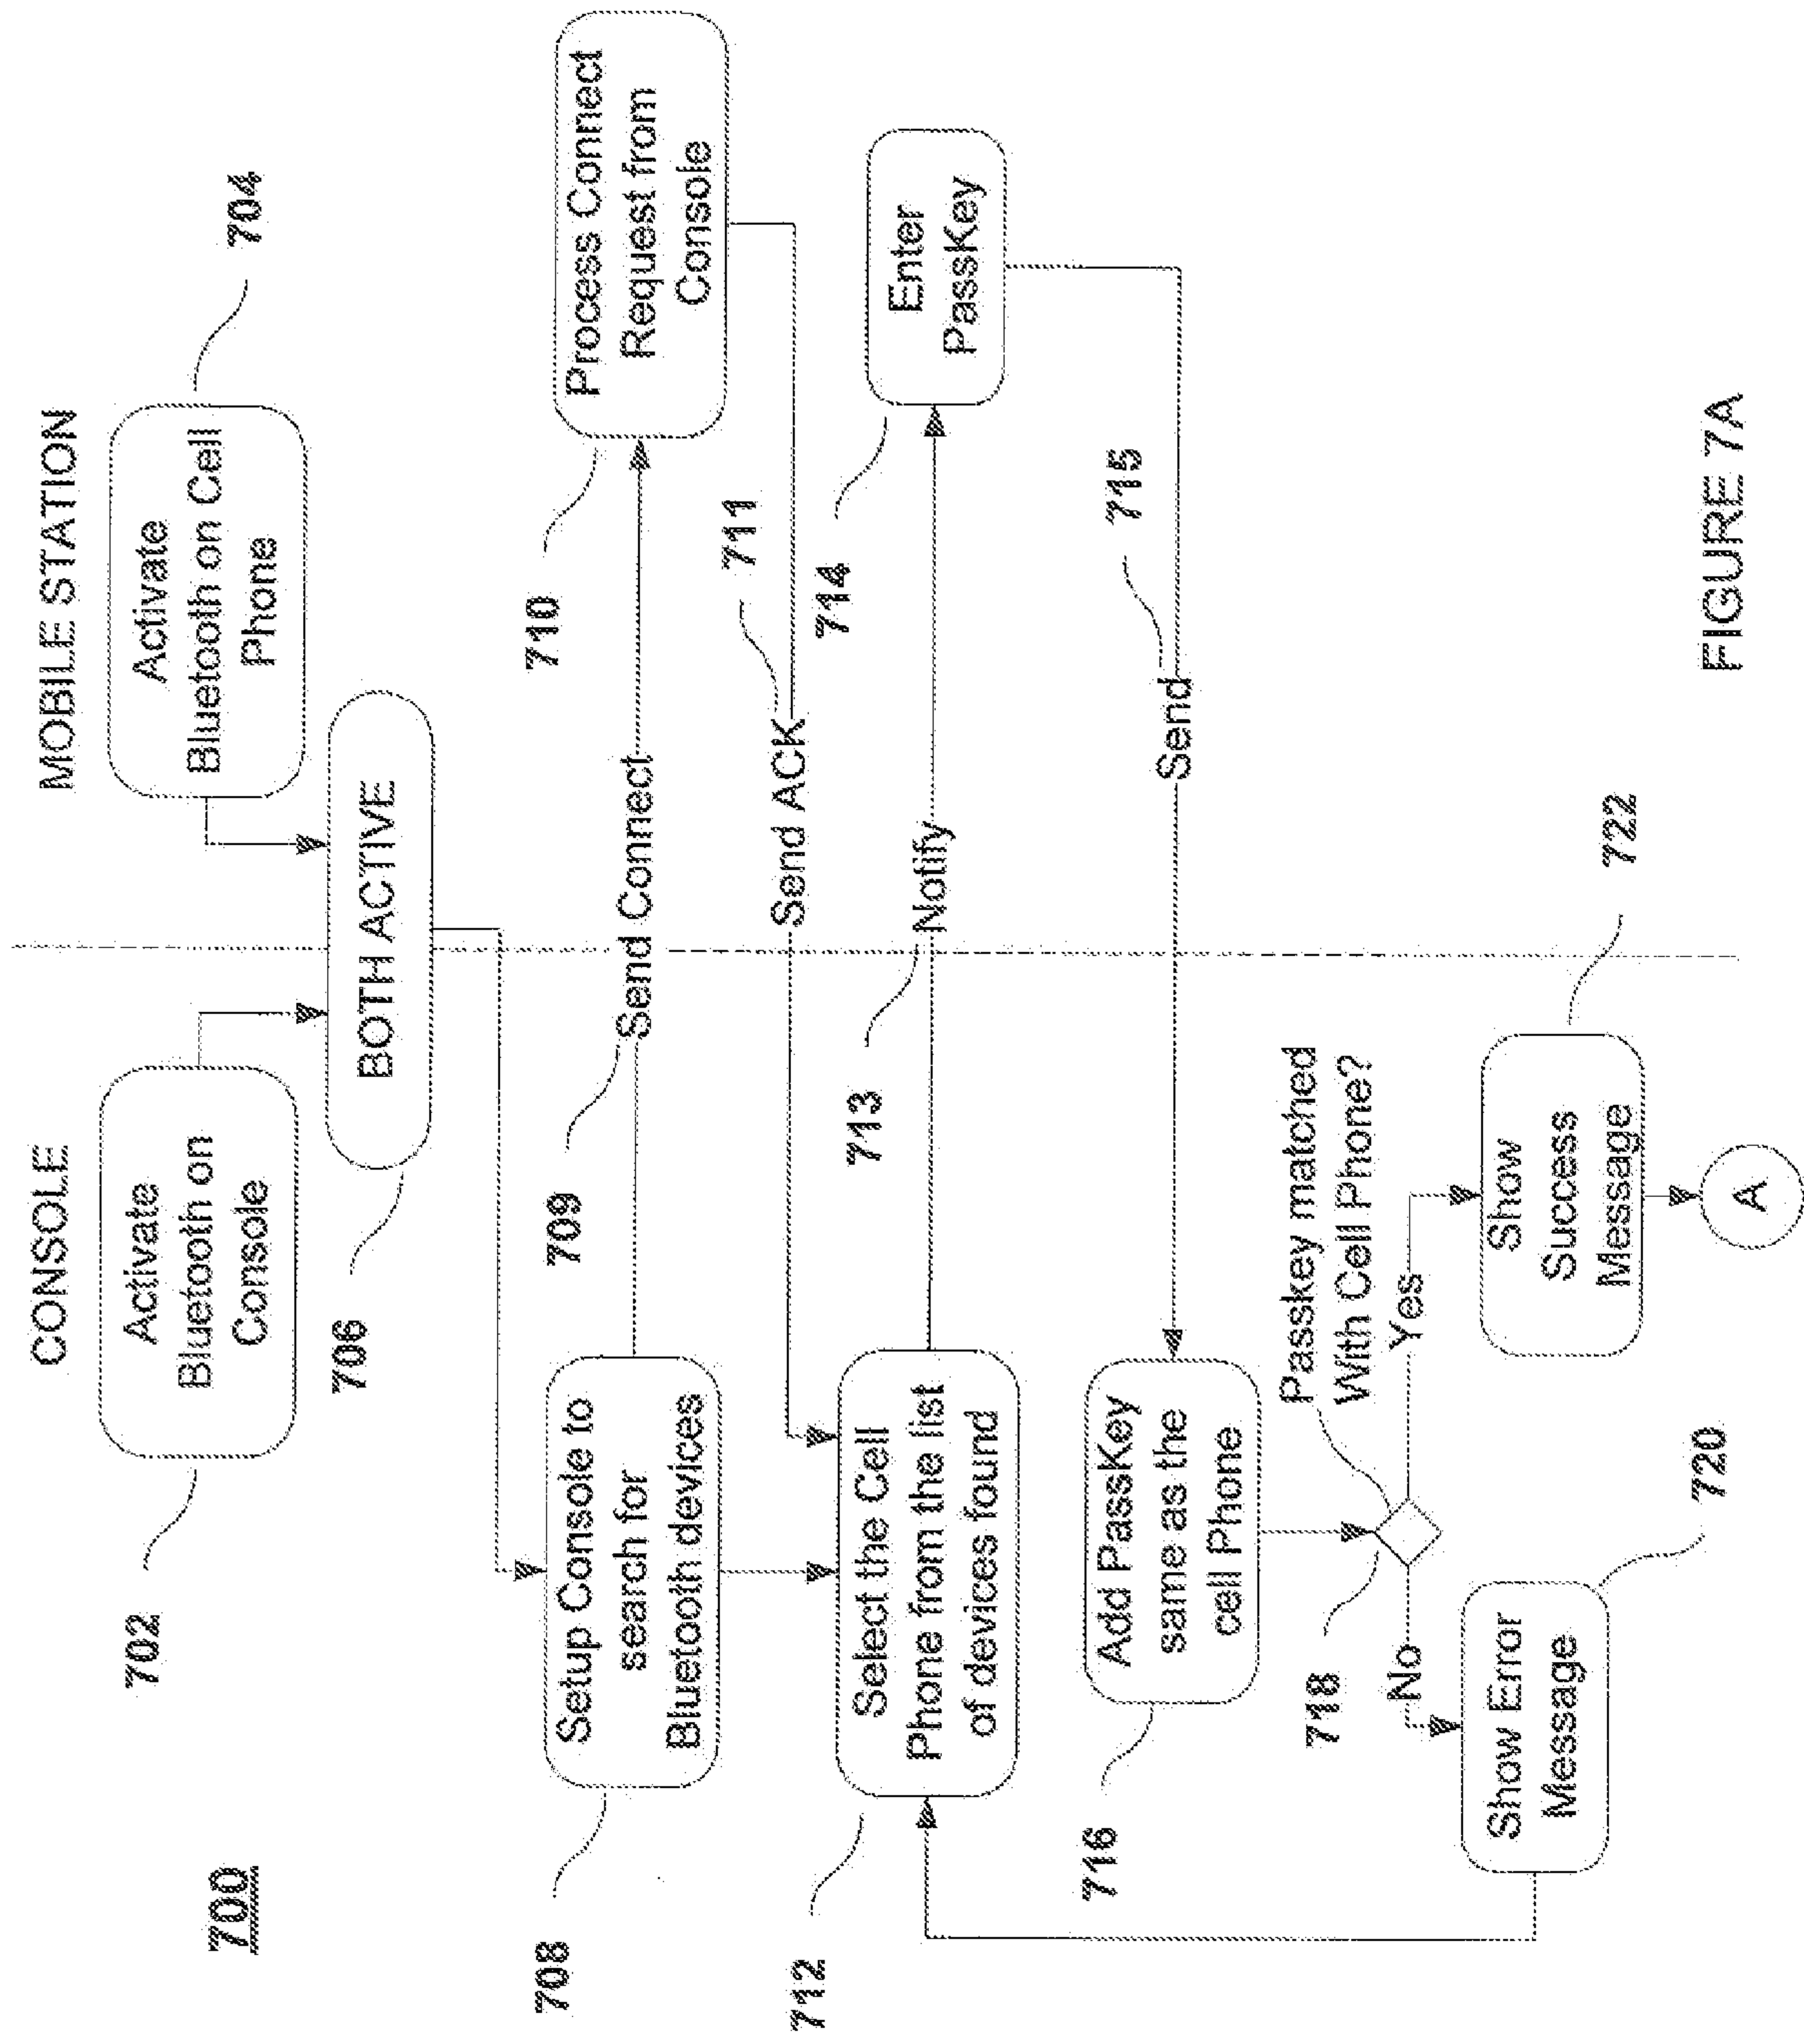 700
CONSOLE
MOBILE STATION
702
Activate
Bluetooth on
Console
Activate
Bluetooth on Cell
Phone
704
706
BOTH ACTIVE
708
Setup Console to
search for
Bluetooth devices
709
Send Connect
710
Process Connect
Request from
Console
711
Send ACK
712
Select the Cell
Phone from the list
of devices found
713
Notify
714
Enter
PassKey
715
Send
716
Add PassKey
same as the
cell Phone
718
Passkey matched
With Cell Phone?
No
Yes
Show Error
Message
720
Show
Success
Message
722
A
FIGURE 7A